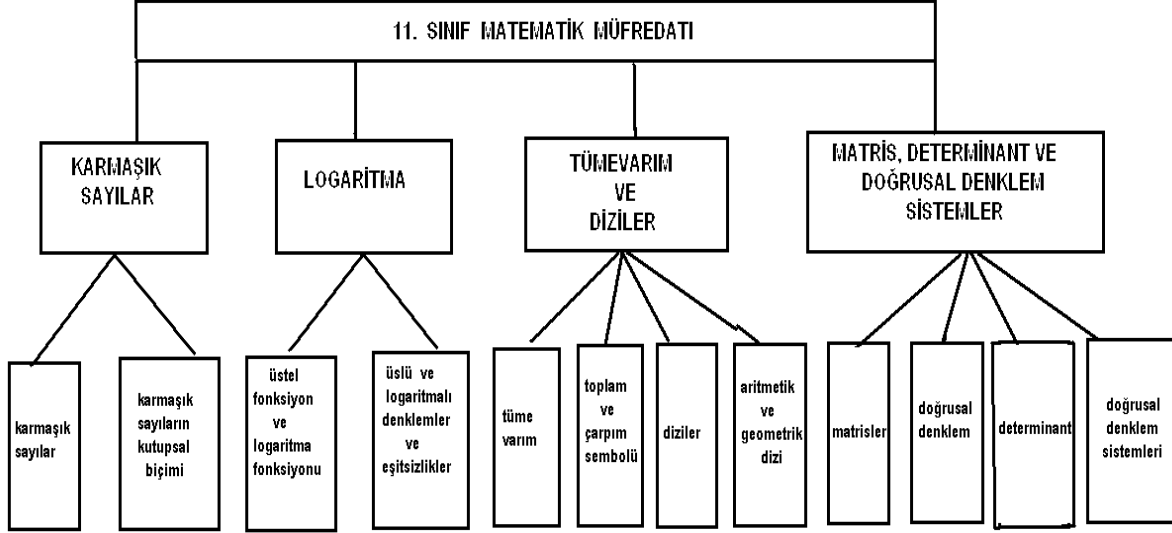 11. SINIF MATEMATİK MÜFREDATI
KARMAŞIK
SAYILAR
LOGARİTMA
TÜMEVARIM
VE
DİZİLER
MATRİS, DETERMİNANT VE
DOĞRUSAL DENKLEM
SİSTEMLER
karmaşık
sayılar
karmaşık
sayıların
kutupsal
biçimi
üstel
fonksiyon
ve
logaritma
fonksiyonu
üslü ve
logaritmalı
denklemler
ve
eşitsizlikler
tüme
varım
toplam
ve
çarpım
sembolü
diziler
aritmetik
ve
geometrik
dizi
matrisler
doğrusal
denklem
determinant
doğrusal
denklem
sistemleri